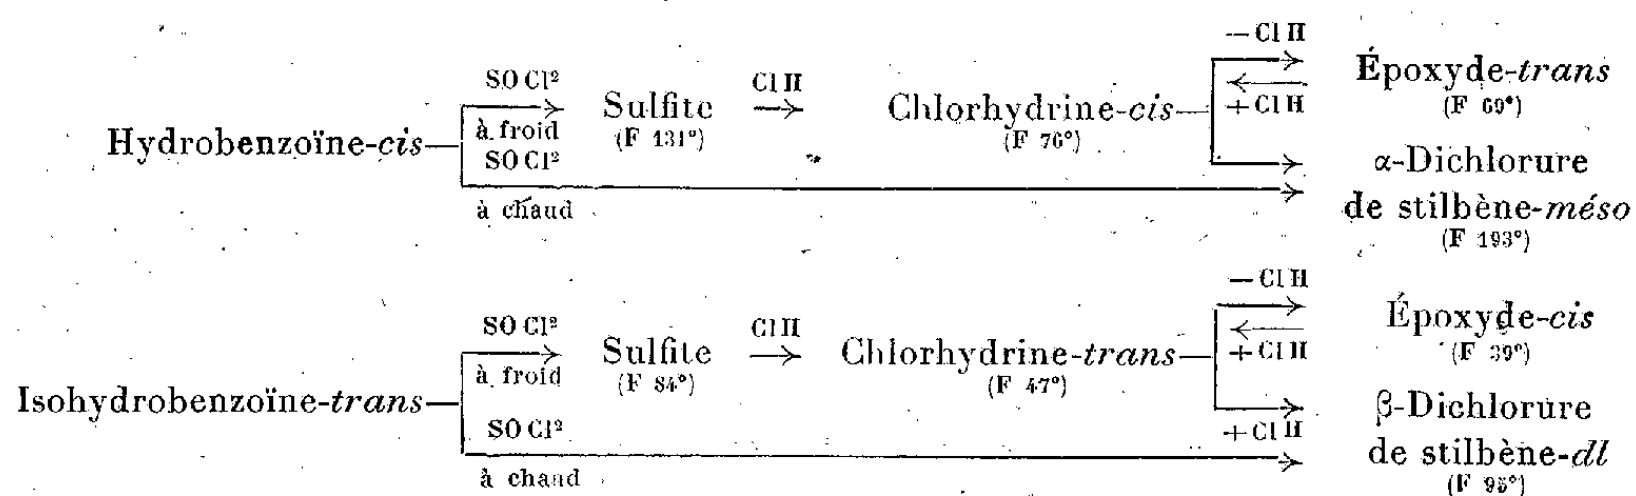 — Cl H
SO Cl² Cl H Époxyde-trans
Sulfite Chlorhydrine-cis (F 69°)
à froid (F 131°) (F 76°) + Cl H
Hydrobenzoïne-cis
SO Cl² α-Dichlorure
à chaud de stilbène-méso
(F 193°)
— Cl H
SO Cl² Cl H Époxyde-cis
Sulfite Chlorhydrine-trans + Cl H (F 39°)
à froid (F 84°) (F 47°)
Isohydrobenzoïne-trans
SO Cl² + Cl H β-Dichlorure
à chaud de stilbène-dl
(F 95°)